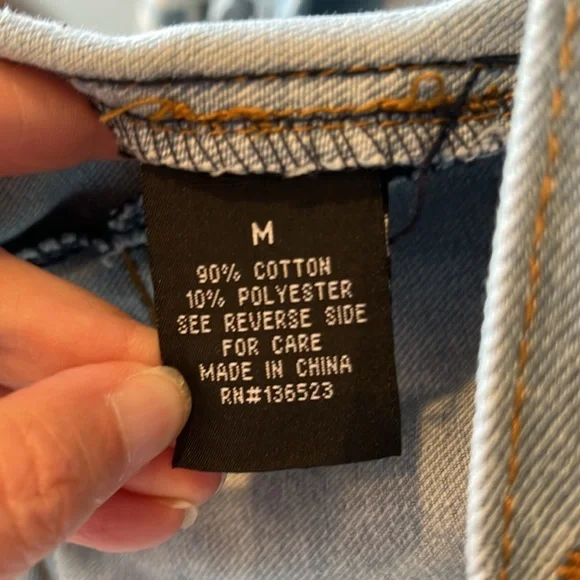 M
90% COTTON
10% POLYESTER
SEE REVERSE SIDE
FOR CARE
MADE IN CHINA
RN#136523